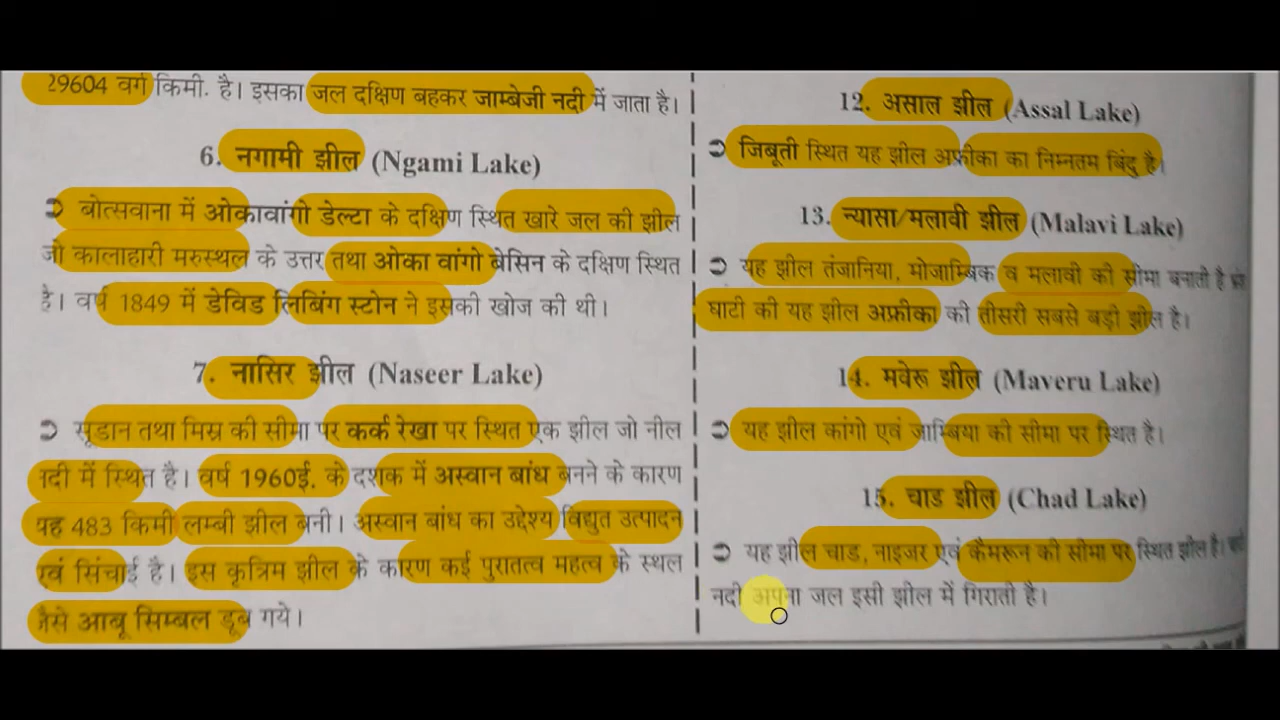 29604 वर्ग किमी. है। इसका जल दक्षिण बहकर जाम्बेजी नदी में जाता है।
6. नगामी झील (Ngami Lake)
➲ बोत्सवाना में ओकावांगो डेल्टा के दक्षिण स्थित खारे जल की झील
जो कालाहारी मरुस्थल के उत्तर तथा ओका वांगो बेसिन के दक्षिण स्थित
है। वर्ष 1849 में डेविड लिबिंग स्टोन ने इसकी खोज की थी।
7. नासिर झील (Naseer Lake)
➲ सूडान तथा मिस्र की सीमा पर कर्क रेखा पर स्थित एक झील जो नील
नदी में स्थित है। वर्ष 1960ई. के दशक में अस्वान बांध बनने के कारण
यह 483 किमी लम्बी झील बनी। अस्वान बांध का उद्देश्य विद्युत उत्पादन
एवं सिंचाई है। इस कृत्रिम झील के कारण कई पुरातत्व महत्व के स्थल
जैसे आबू सिम्बल डूब गये।
12. असाल झील (Assal Lake)
➲ जिबूती स्थित यह झील अफ्रीका का निम्नतम बिंदु है।
13. न्यासा/मलावी झील (Malavi Lake)
➲ यह झील तंजानिया, मोजाम्बिक व मलावी की सीमा बनाती है
घाटी की यह झील अफ्रीका की तीसरी सबसे बड़ी झील है।
14. मवेरू झील (Maveru Lake)
➲ यह झील कांगो एवं जाम्बिया की सीमा पर स्थित है।
15. चाड झील (Chad Lake)
➲ यह झील चाड, नाइजर एवं कैमरून की सीमा पर स्थित झील है।
नदी अपना जल इसी झील में गिराती है।